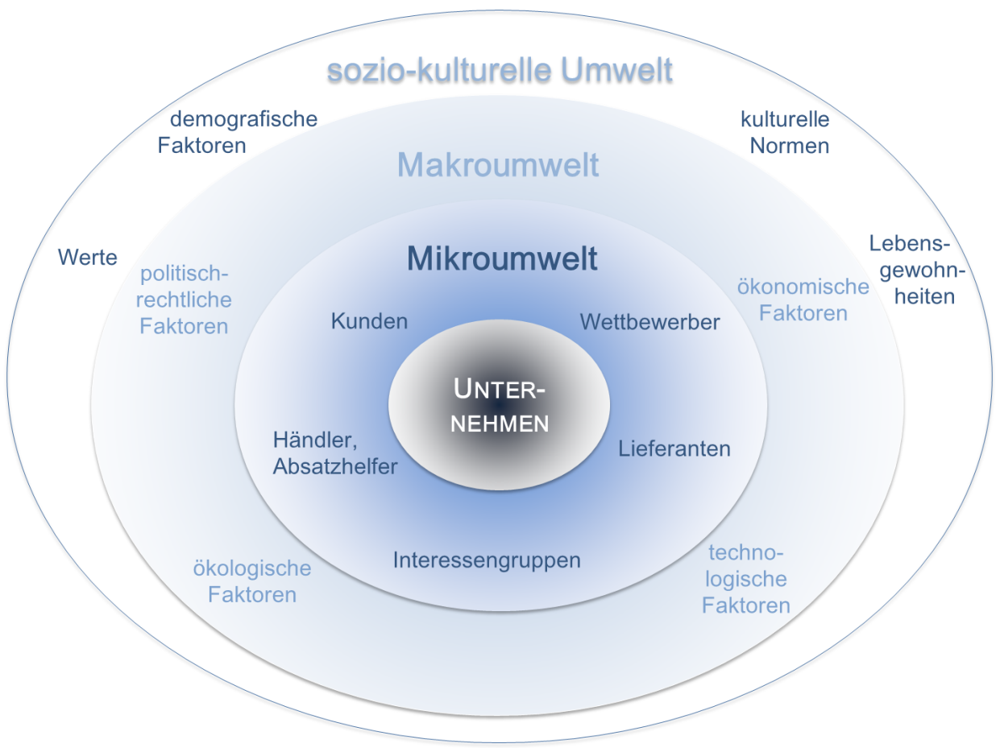 sozio-kulturelle Umwelt
demografische
Faktoren
kulturelle
Normen
Makroumwelt
Werte
Lebens-
gewohn-
heiten
Mikroumwelt
politisch-
rechtliche
Faktoren
ökonomische
Faktoren
Kunden
Wettbewerber
UNTER-
NEHMEN
Händler,
Absatzhelfer
Lieferanten
Interessengruppen
ökologische
Faktoren
techno-
logische
Faktoren